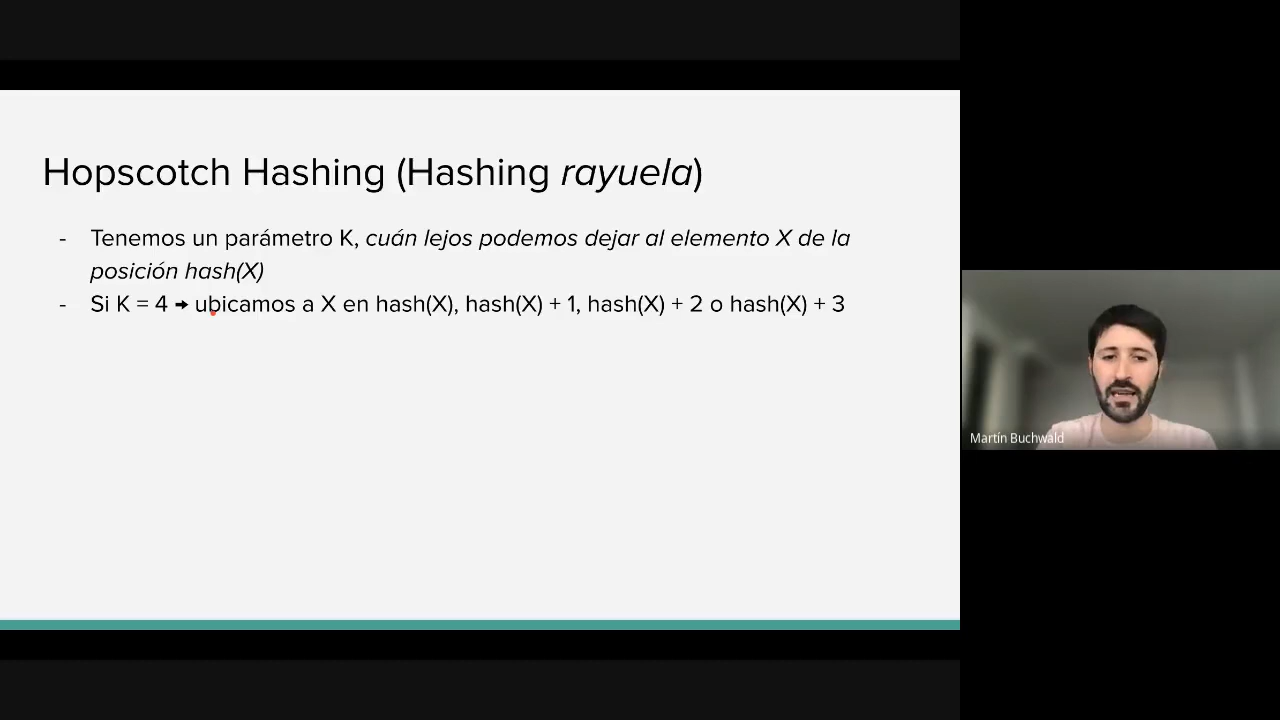 Hopscotch Hashing (Hashing rayuela)
- Tenemos un parámetro K, cuán lejos podemos dejar al elemento X de la
posición hash(X)
- Si K = 4 → ubicamos a X en hash(X), hash(X) + 1, hash(X) + 2 o hash(X) + 3
Martín Buchwald